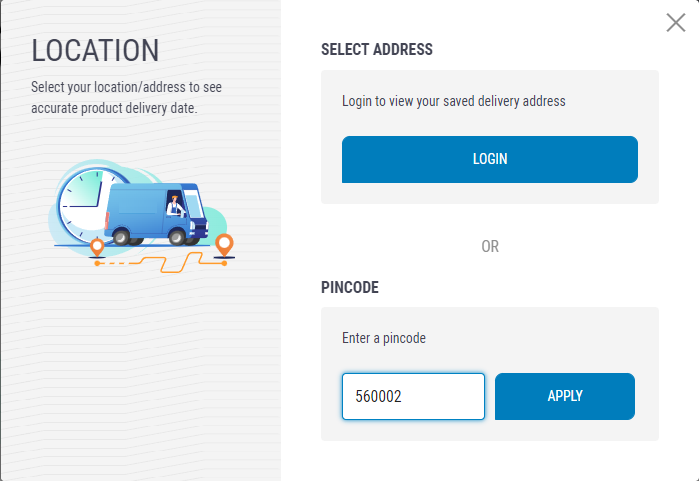 LOCATION
Select your location/address to see
accurate product delivery date.
SELECT ADDRESS
Login to view your saved delivery address
LOGIN
OR
PINCODE
Enter a pincode
560002
APPLY